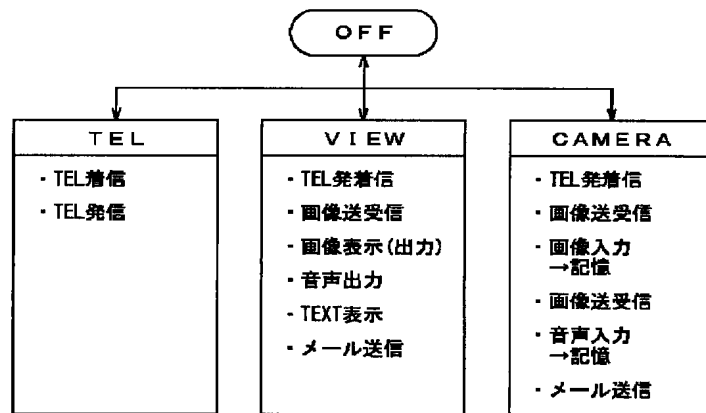 OFF
TEL
・TEL着信
・TEL発信
VIEW
・TEL発着信
・画像送受信
・画像表示(出力)
・音声出力
・TEXT表示
・メール送信
CAMERA
・TEL発着信
・画像送受信
・画像入力
→記憶
・画像送受信
・音声入力
→記憶
・メール送信